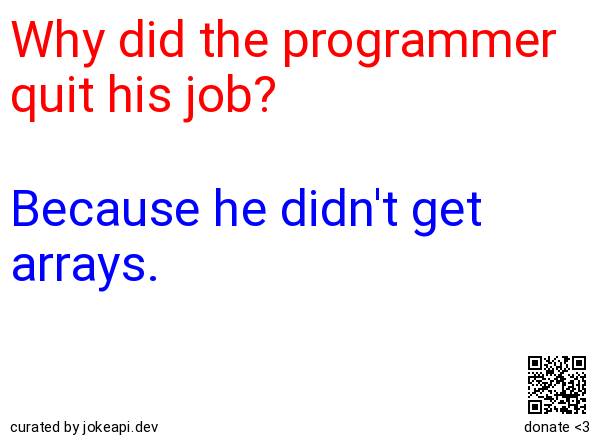 Why did the programmer
quit his job?
Because he didn't get
arrays.
curated by jokeapi.dev
donate <3